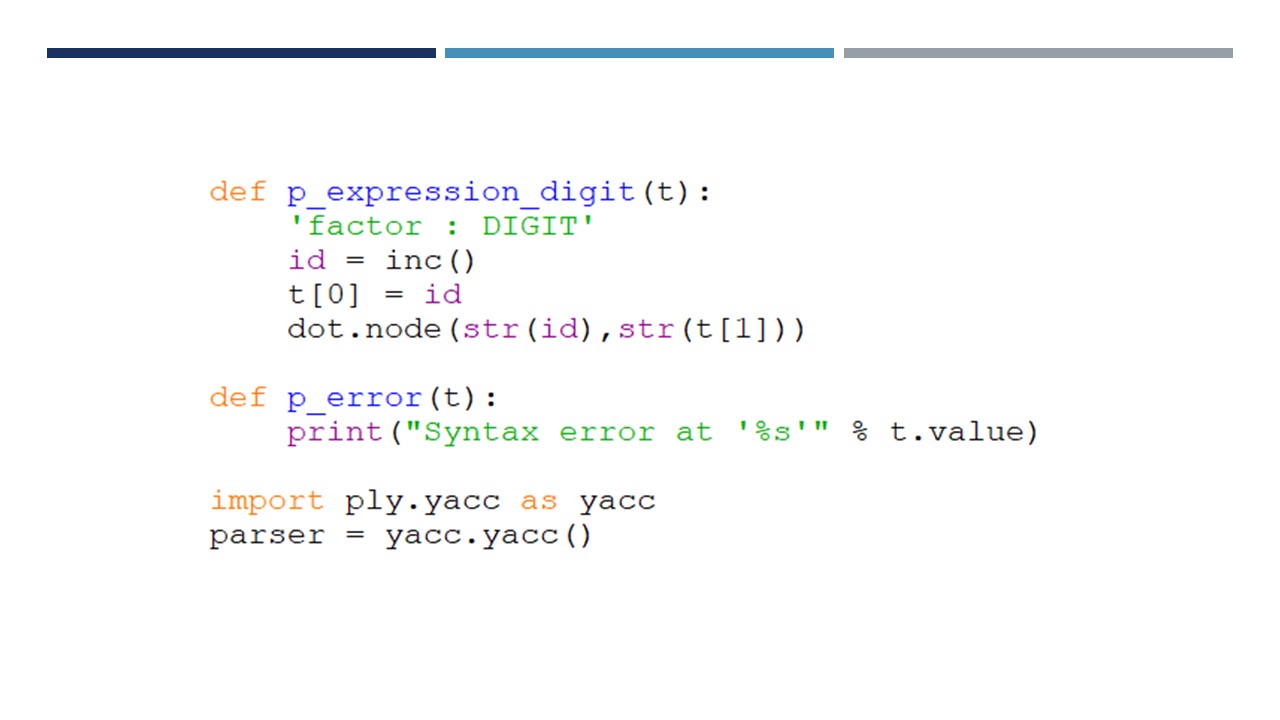 def p_expression_digit(t):
    'factor : DIGIT'
    id = inc()
    t[0] = id
    dot.node(str(id),str(t[1]))
def p_error(t):
    print("Syntax error at '%s'" % t.value)
import ply.yacc as yacc
parser = yacc.yacc()